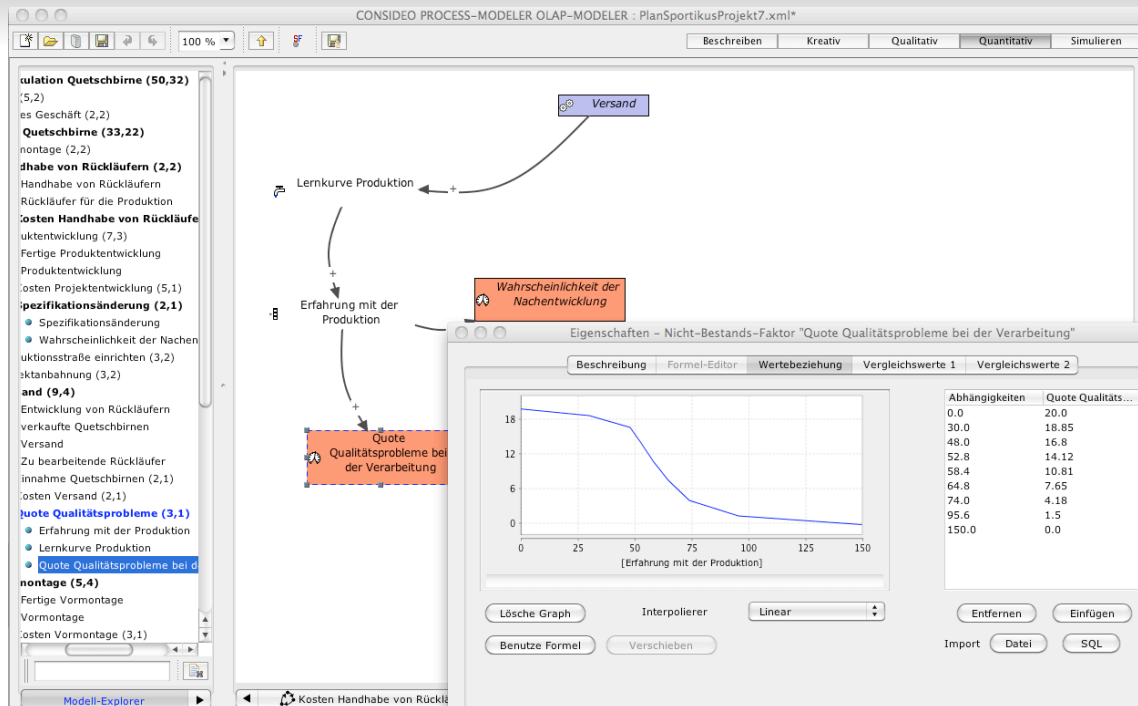 CONSIDEO PROCESS-MODELER OLAP-MODELER : PlanSportikusProjekt7.xml*
100 %
Beschreiben
Kreativ
Qualitativ
Quantitativ
Simulieren
kulation Quetschbirne (50,32)
(5,2)
es Geschäft (2,2)
Quetschbirne (33,22)
montage (2,2)
dhabe von Rückläufern (2,2)
Handhabe von Rückläufern
Rückläufer für die Produktion
Kosten Handhabe von Rückläufe
uktentwicklung (7,3)
Fertige Produktentwicklung
Produktentwicklung
Kosten Projektentwicklung (5,1)
Spezifikationsänderung (2,1)
Spezifikationsänderung
Wahrscheinlichkeit der Nachen
uktionsstraße einrichten (3,2)
ektanbahnung (3,2)
and (9,4)
Entwicklung von Rückläufern
verkaufte Quetschbirnen
Versand
Zu bearbeitende Rückläufer
innahme Quetschbirnen (2,1)
Kosten Versand (2,1)
Quote Qualitätsprobleme (3,1)
Erfahrung mit der Produktion
Lernkurve Produktion
Quote Qualitätsprobleme bei d
montage (5,4)
Fertige Vormontage
Vormontage
Kosten Vormontage (3,1)
Modell-Explorer
Versand
+
Lernkurve Produktion
+
Erfahrung mit der
Produktion
Wahrscheinlichkeit der
Nachentwicklung
+
Quote
Qualitätsprobleme bei
der Verarbeitung
Kosten Handhabe von Rücklä
Eigenschaften - Nicht-Bestands-Faktor "Quote Qualitätsprobleme bei der Verarbeitung"
Beschreibung
Formel-Editor
Wertebeziehung
Vergleichswerte 1
Vergleichswerte 2
18
12
6
0
0 25 50 75 100 125 150
[Erfahrung mit der Produktion]
Abhängigkeiten Quote Qualitäts...
0.0 20.0
30.0 18.85
48.0 16.8
52.8 14.12
58.4 10.81
64.8 7.65
74.0 4.18
95.6 1.5
150.0 0.0
Lösche Graph
Interpolierer
Linear
Entfernen
Einfügen
Benutze Formel
Verschieben
Import
Datei
SQL